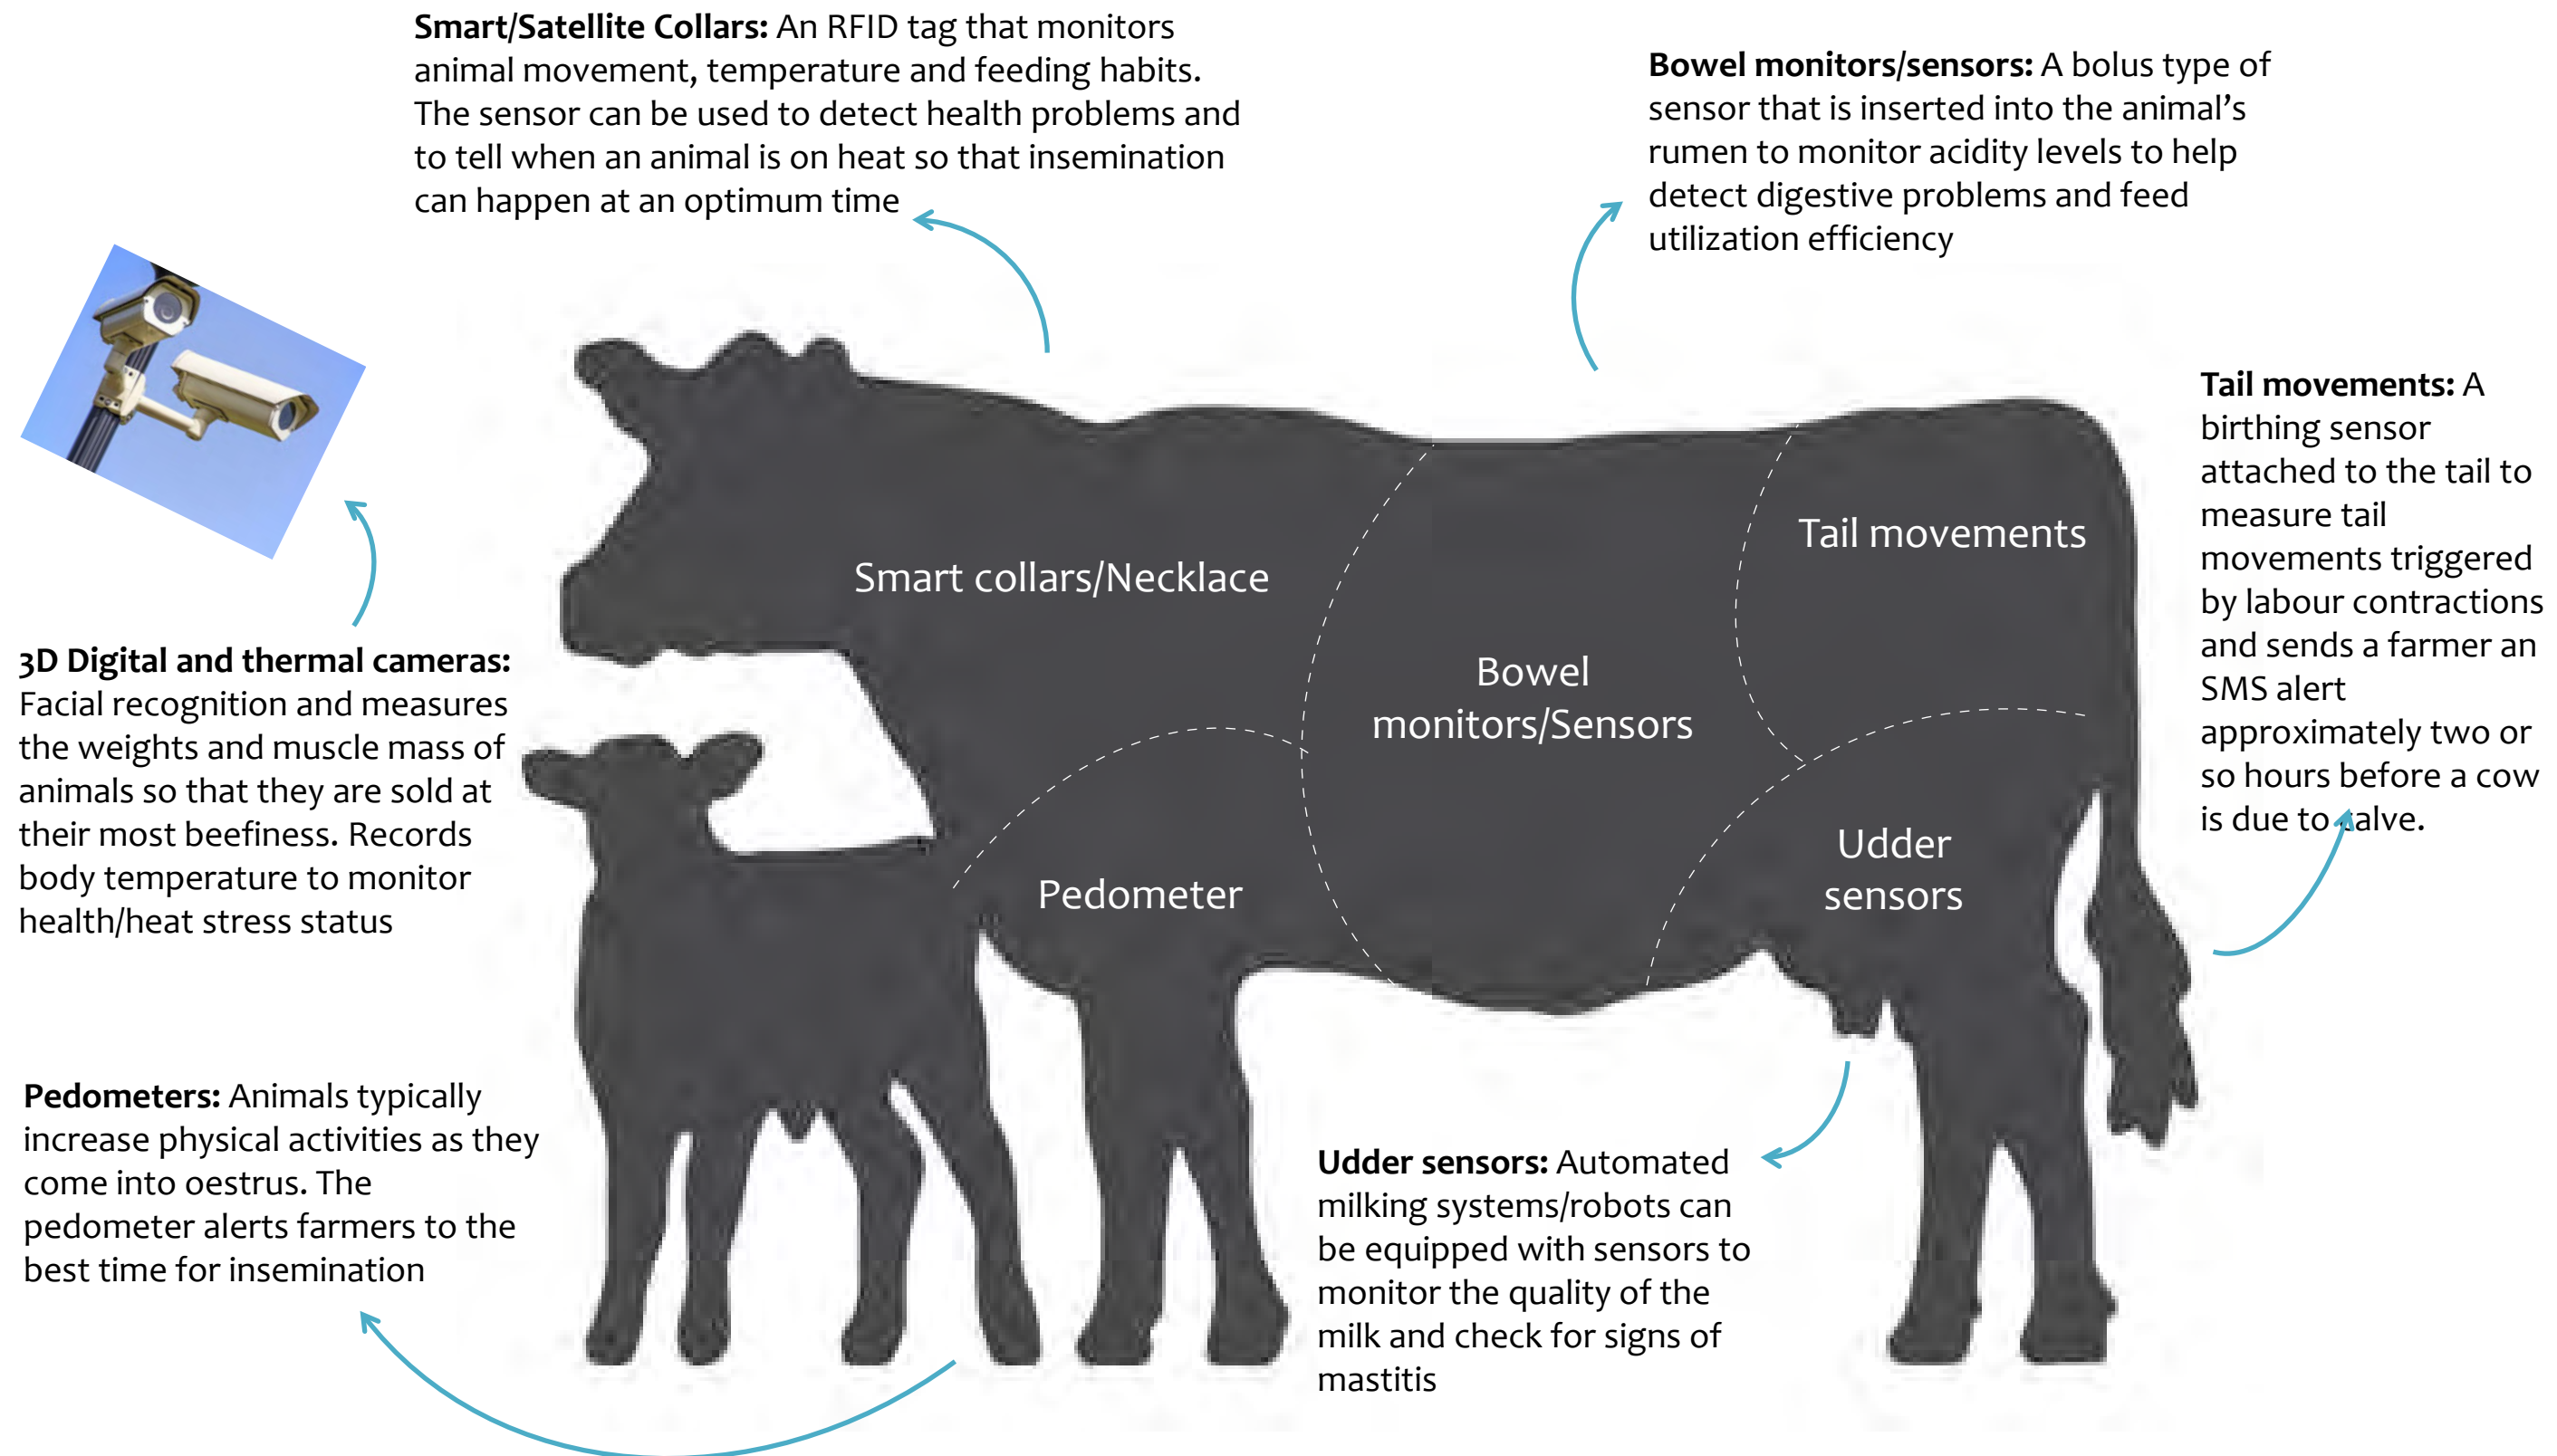 Smart/Satellite Collars: An RFID tag that monitors
animal movement, temperature and feeding habits.
The sensor can be used to detect health problems and
to tell when an animal is on heat so that insemination
can happen at an optimum time
Bowel monitors/sensors: A bolus type of
sensor that is inserted into the animal’s
rumen to monitor acidity levels to help
detect digestive problems and feed
utilization efficiency
Tail movements: A
birthing sensor
attached to the tail to
measure tail
movements triggered
by labour contractions
and sends a farmer an
SMS alert
approximately two or
so hours before a cow
is due to calve.
3D Digital and thermal cameras:
Facial recognition and measures
the weights and muscle mass of
animals so that they are sold at
their most beefiness. Records
body temperature to monitor
health/heat stress status
Smart collars/Necklace
Bowel
monitors/Sensors
Tail movements
Pedometer
Udder
sensors
Pedometers: Animals typically
increase physical activities as they
come into oestrus. The
pedometer alerts farmers to the
best time for insemination
Udder sensors: Automated
milking systems/robots can
be equipped with sensors to
monitor the quality of the
milk and check for signs of
mastitis